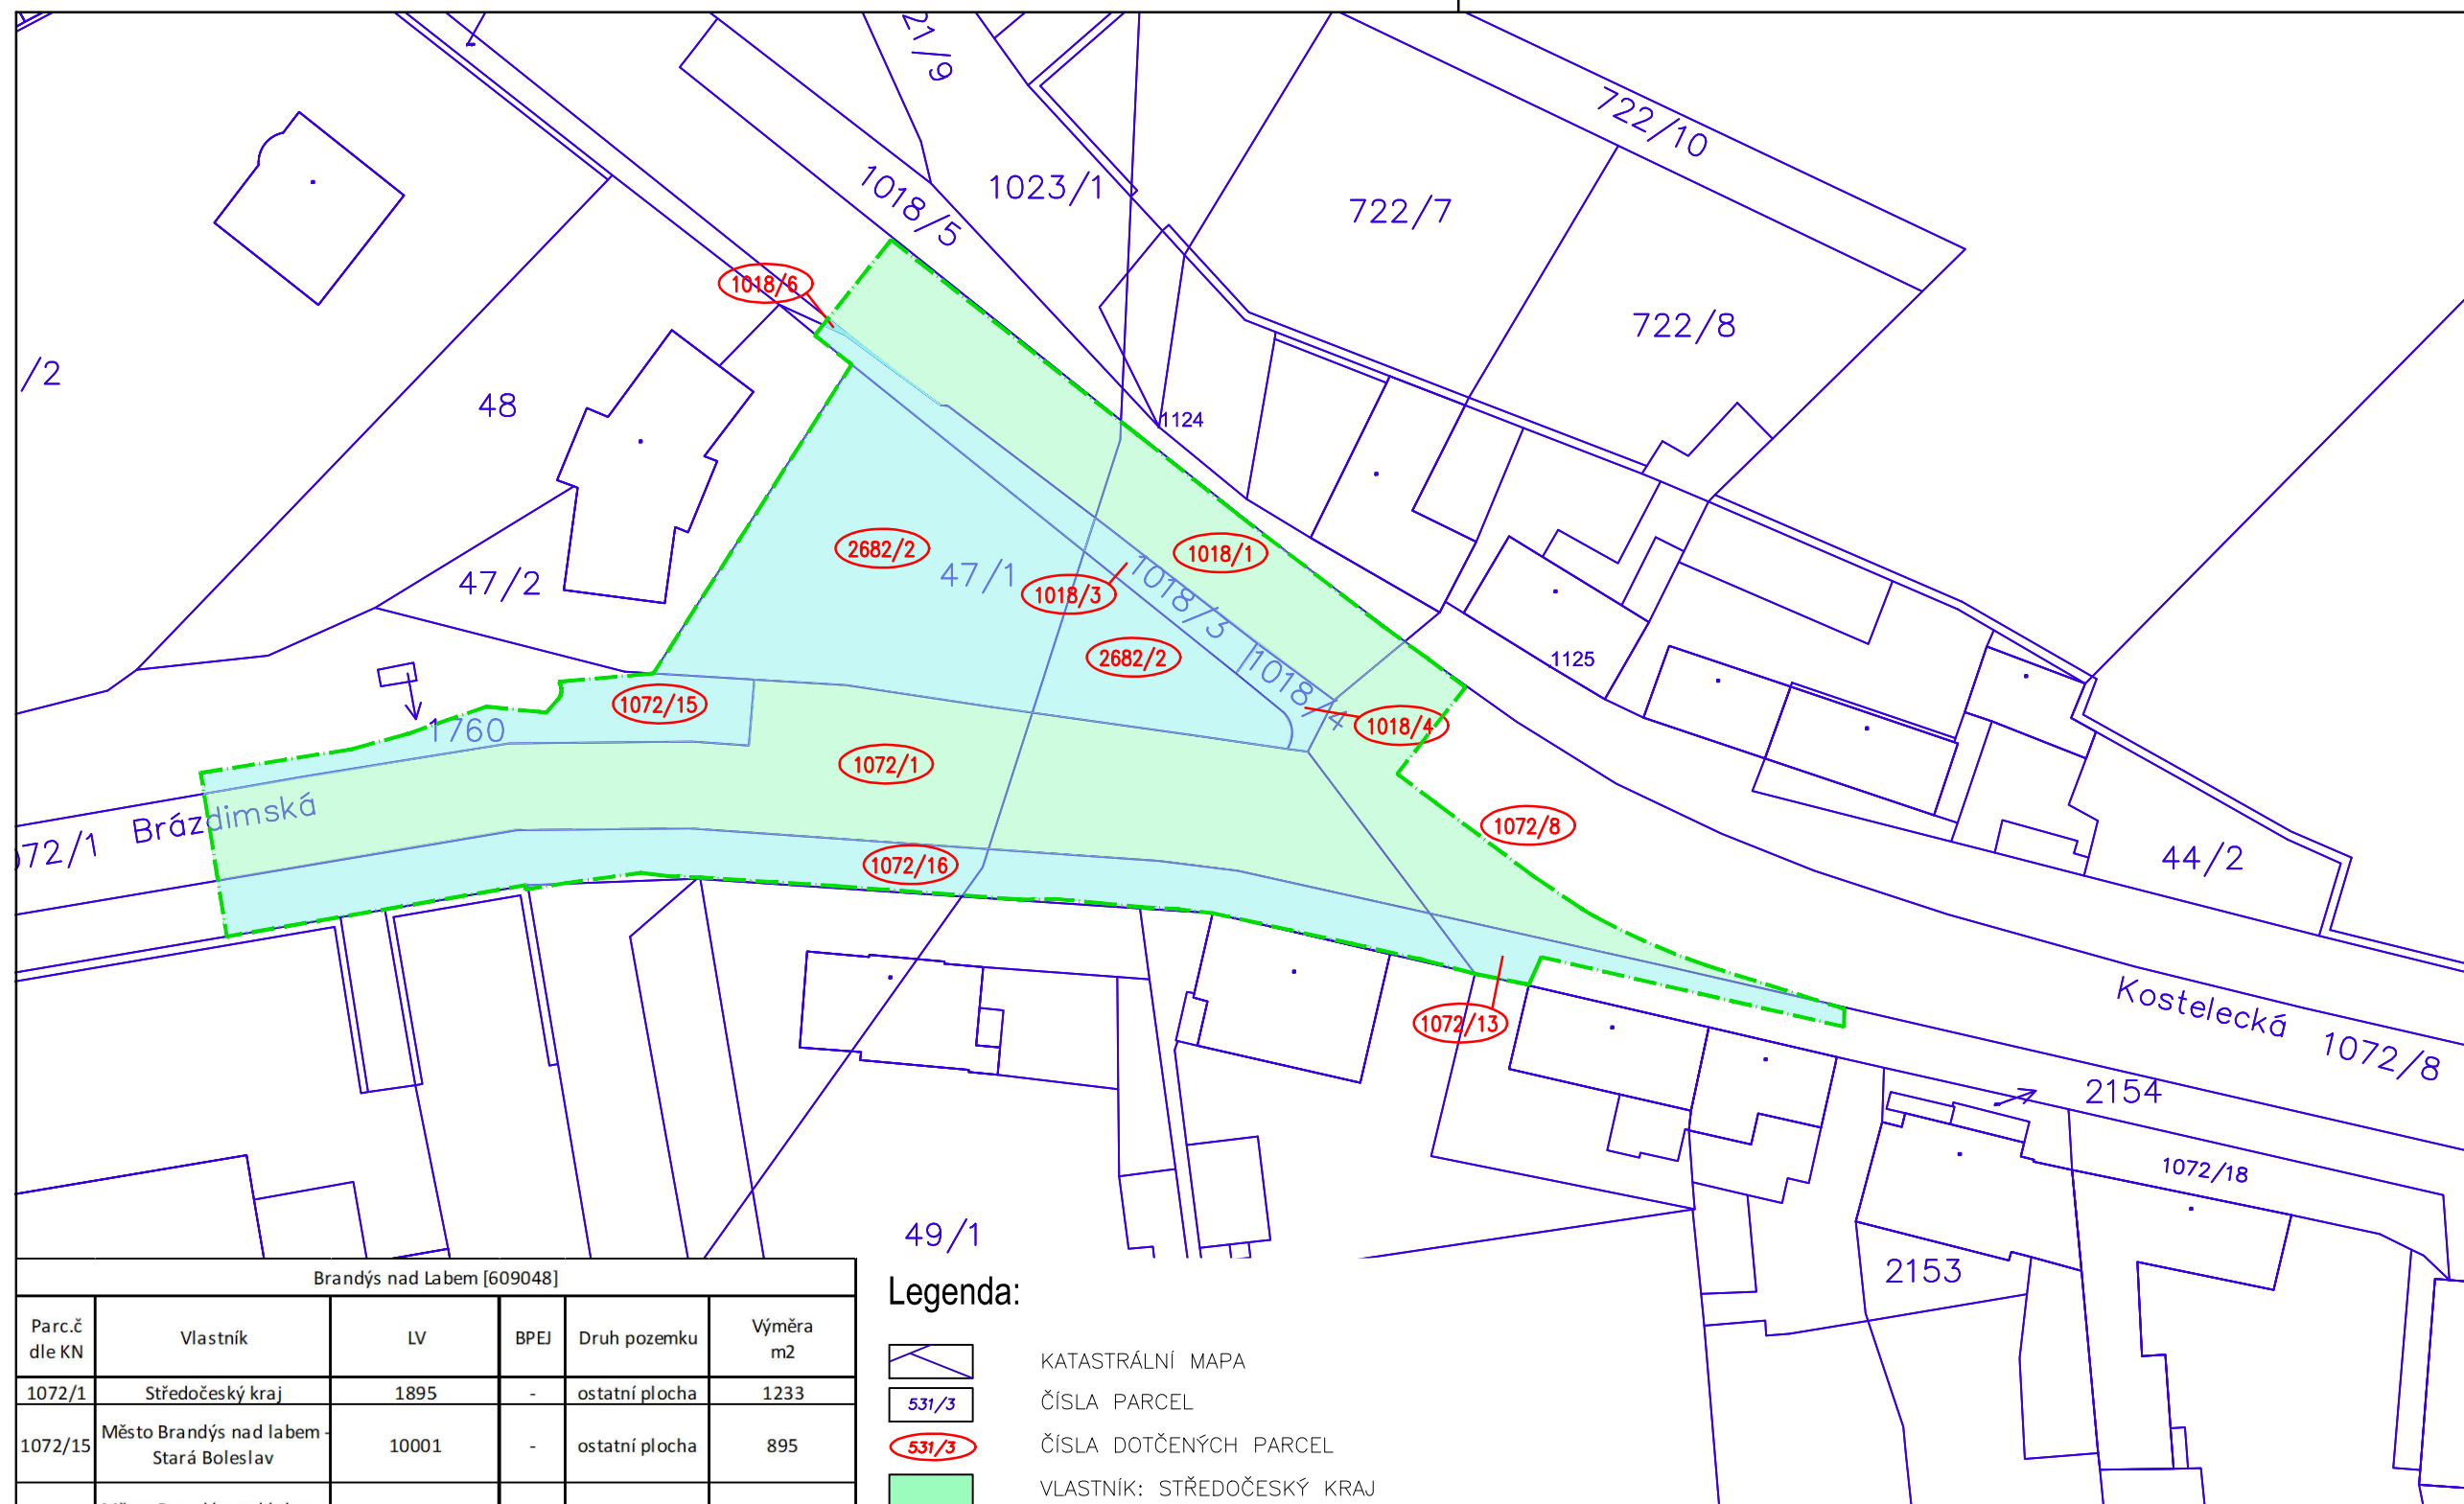 21/9
722/10
1018/5
1023/1
722/7
1018/6
722/8
/2
48
1124
2682/2
47/1
1018/1
47/2
1018/3
1018/3
2682/2
1125
1018/4
1072/15
1018/4
1760
1072/1
Brázdimská
72/1
1072/8
1072/16
44/2
Kostelecká
1072/8
1072/13
2154
1072/18
49/1
2153
Brandýs nad Labem [609048]
Parc.č dle KN
Vlastník
LV
BPEJ
Druh pozemku
Výměra m2
1072/1 Středočeský kraj 1895 - ostatní plocha 1233
1072/15 Město Brandýs nad labem - Stará Boleslav 10001 - ostatní plocha 895
Legenda:
KATASTRÁLNÍ MAPA
531/3 ČÍSLA PARCEL
531/3 ČÍSLA DOTČENÝCH PARCEL
VLASTNÍK: STŘEDOČESKÝ KRAJ